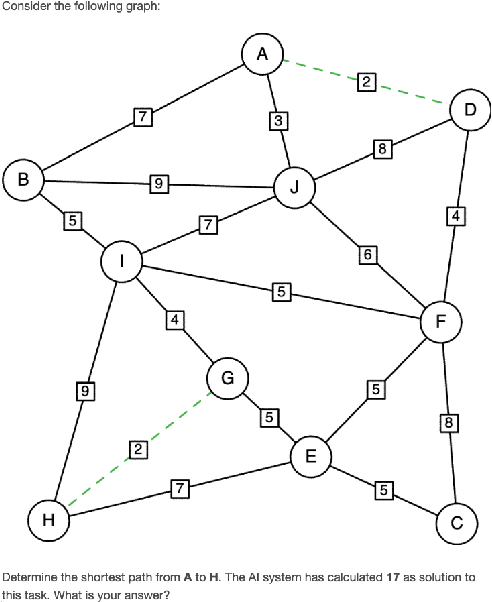 Consider the following graph:
A
2
D
7
3
8
B
9
J
5
7
4
6
I
5
F
4
9
G
5
5
8
2
E
7
5
H
C
Determine the shortest path from A to H. The AI system has calculated 17 as solution to
this task. What is your answer?